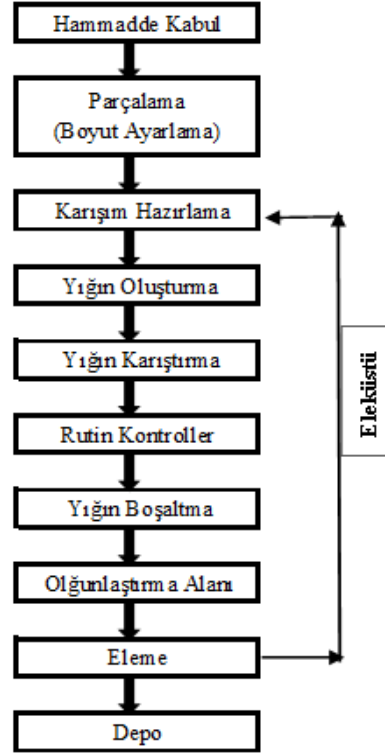 Hammadde Kabul
Parçalama
(Boyut Ayarlama)
Karışım Hazırlama
Yığın Oluşturma
Yığın Karıştırma
Rutin Kontroller
Yığın Boşaltma
Olğunlaştırma Alanı
Eleme
Depo
Eleküstü